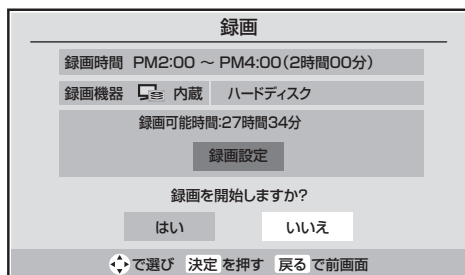 録画
録画時間 PM2:00 ～ PM4:00(2時間00分)
録画機器 内蔵 ハードディスク
録画可能時間:27時間34分
録画設定
録画を開始しますか?
はい いいえ
で選び 決定 を押す 戻る で前画面